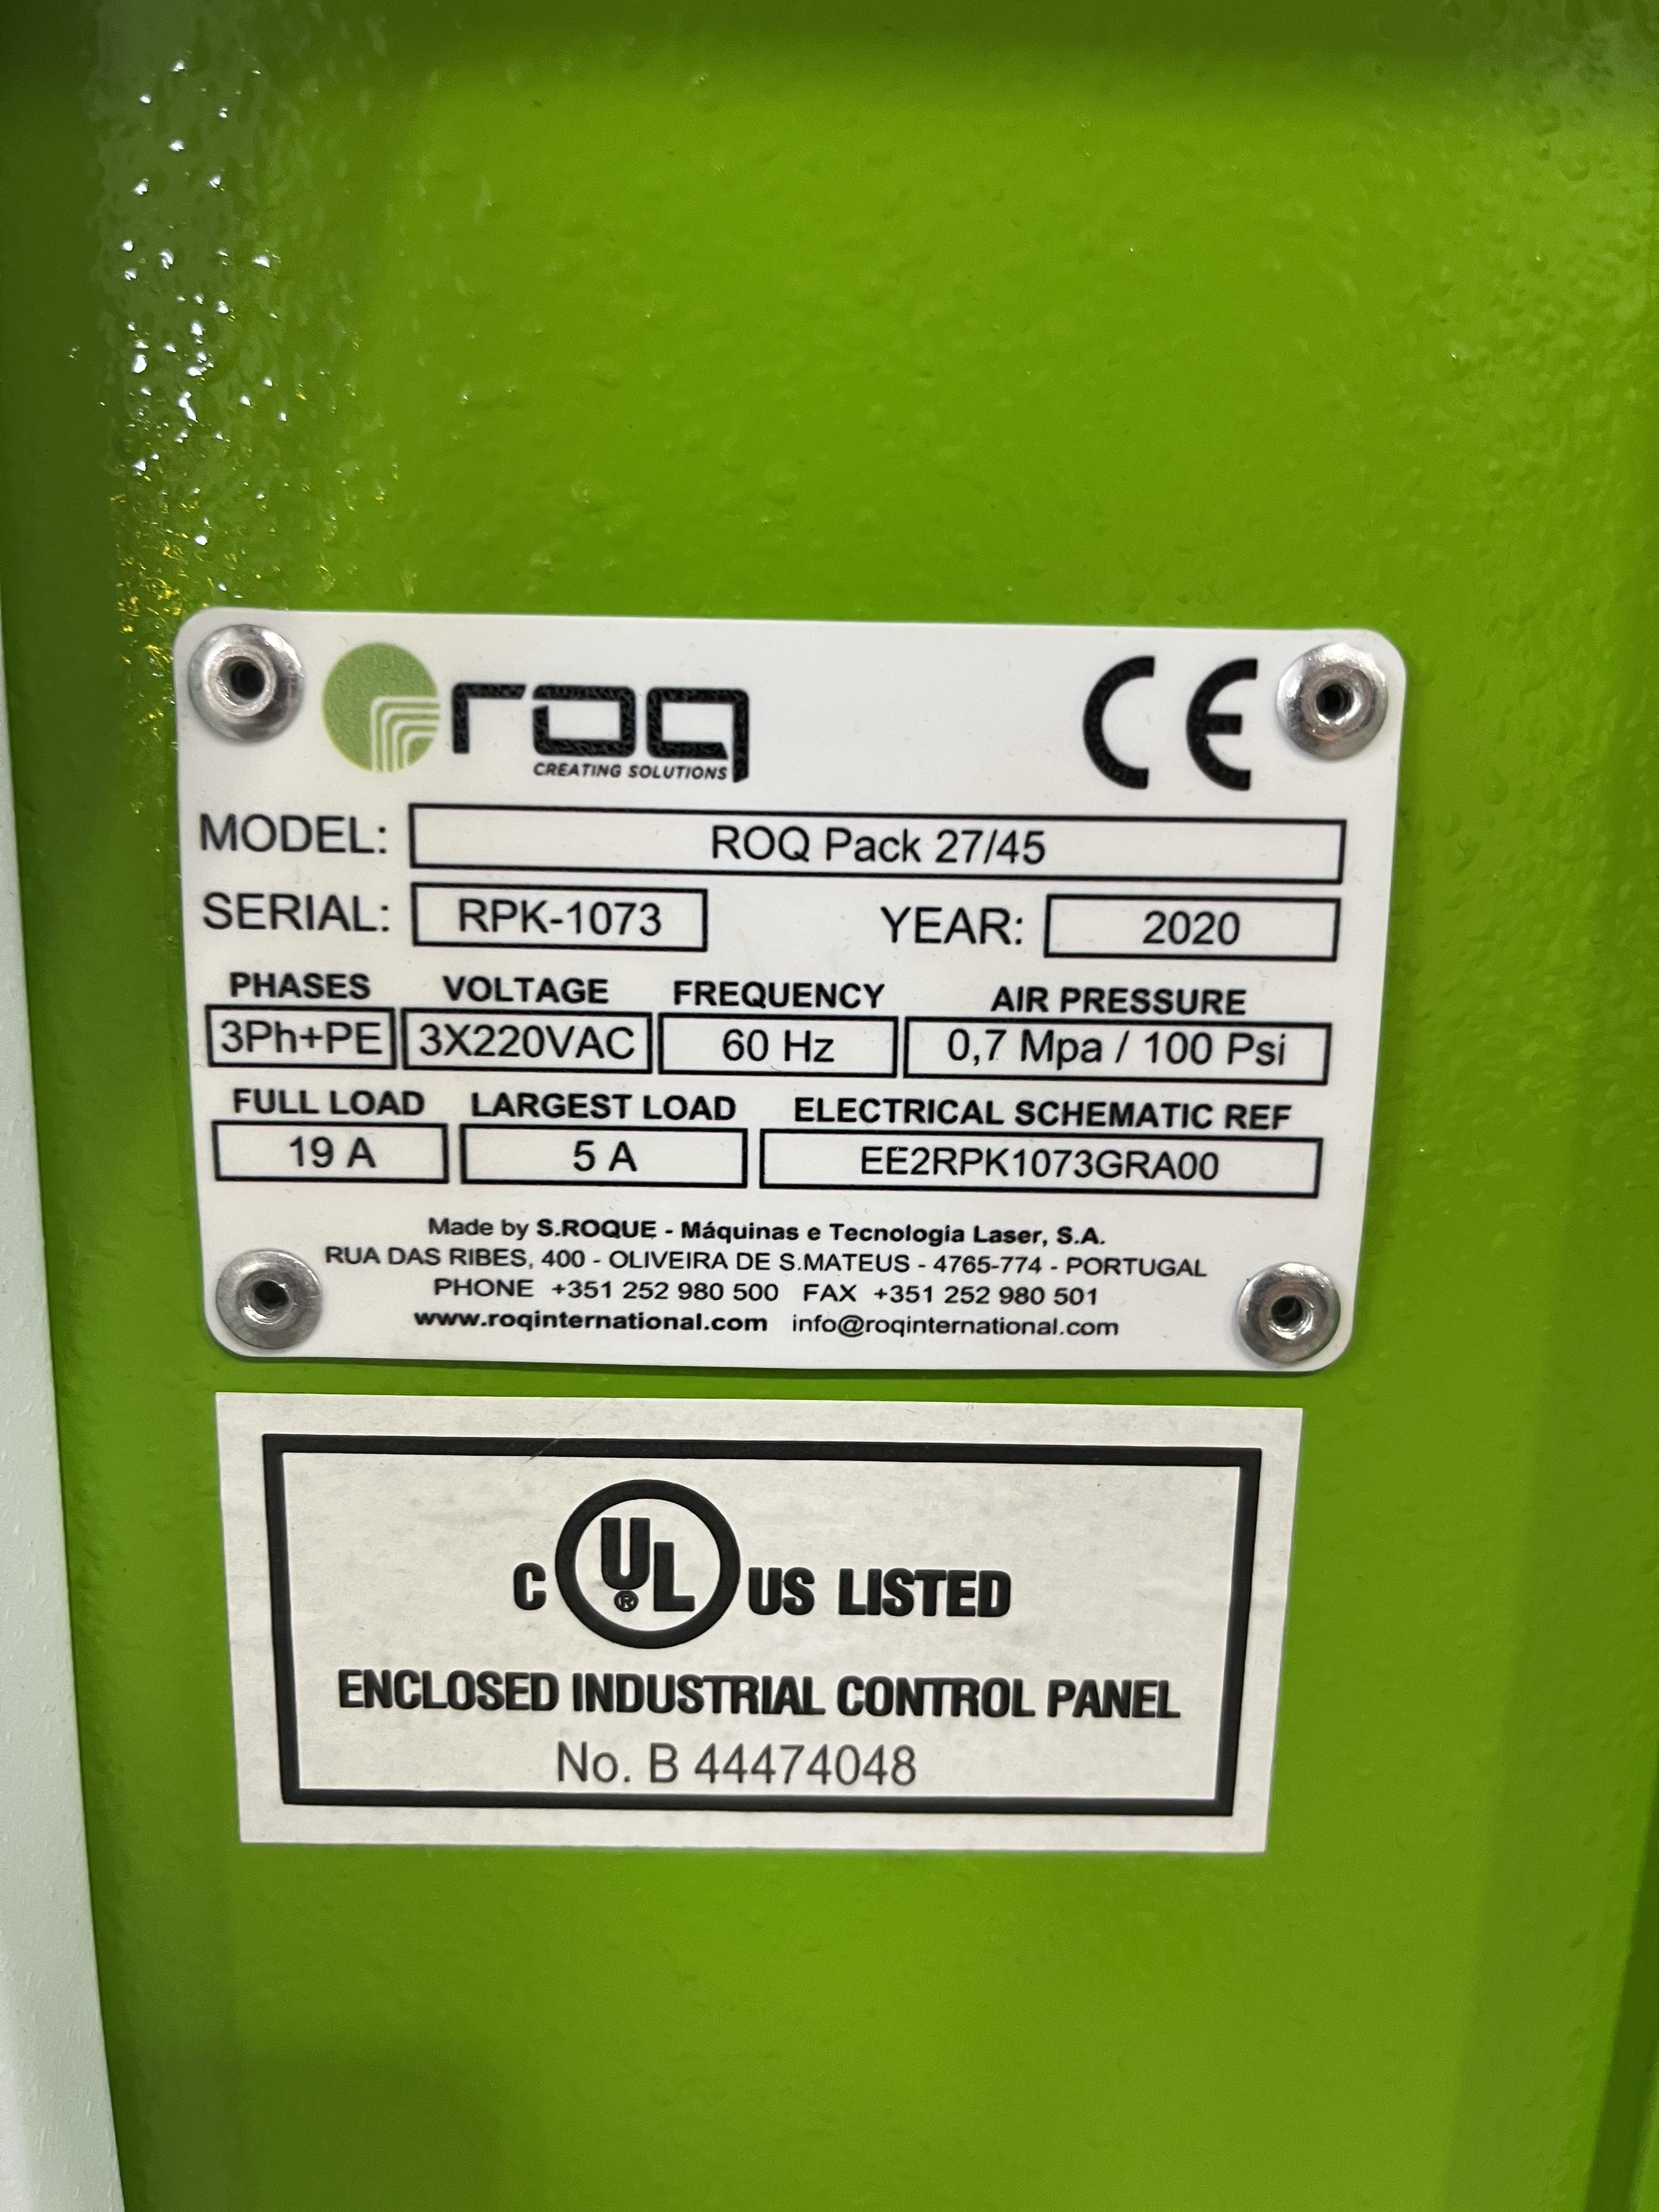 roq
CREATING SOLUTIONS
CE
MODEL: ROQ Pack 27/45
SERIAL: RPK-1073 YEAR: 2020
PHASES VOLTAGE FREQUENCY AIR PRESSURE
3Ph+PE 3X220VAC 60 Hz 0,7 Mpa / 100 Psi
FULL LOAD LARGEST LOAD ELECTRICAL SCHEMATIC REF
19 A 5 A EE2RPK1073GRA00
Made by S.ROQUE - Máquinas e Tecnologia Laser, S.A.
RUA DAS RIBES, 400 - OLIVEIRA DE S.MATEUS - 4765-774 - PORTUGAL
PHONE +351 252 980 500 FAX +351 252 980 501
www.roqinternational.com info@roqinternational.com
C UL® US LISTED
ENCLOSED INDUSTRIAL CONTROL PANEL
No. B 44474048